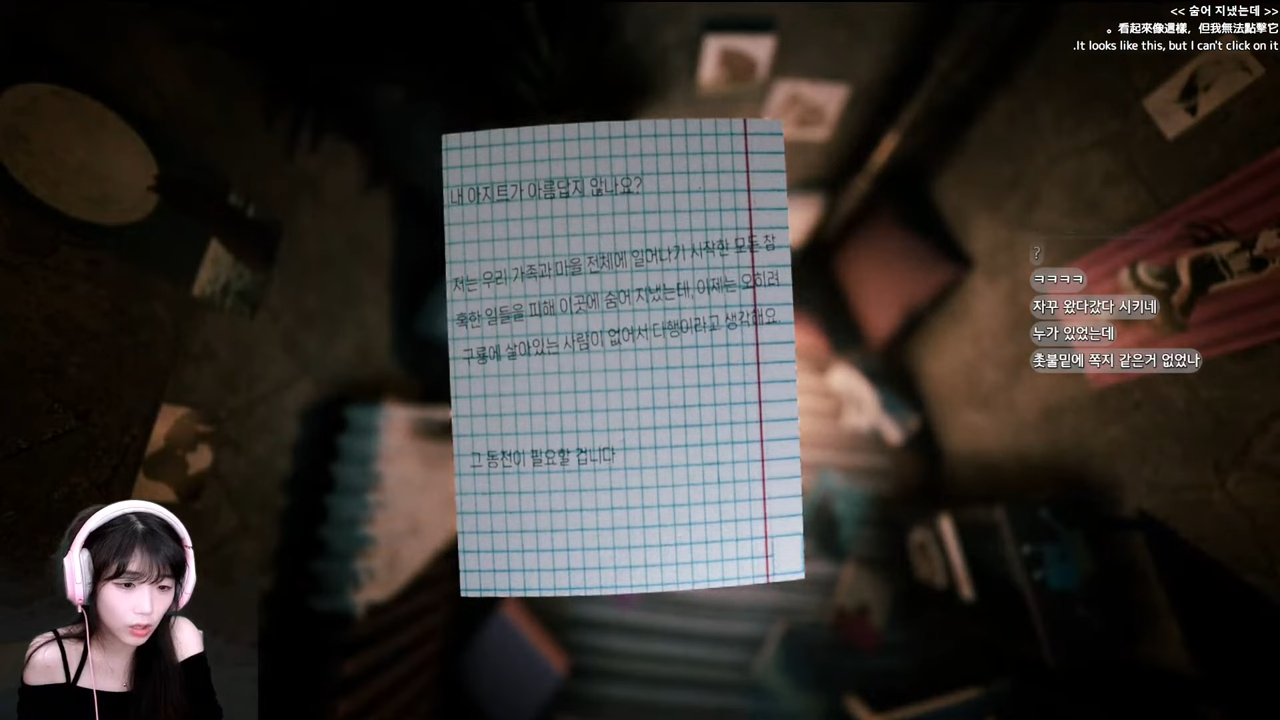 << 숨어 지냈는데 >>
。看起來像這樣，但我無法點擊它
.It looks like this, but I can't click on it
내 아지트가 아름답지 않나요?
저는 우리 가족과 마을 전체에 일어나기 시작한 모든 참
혹한 일들을 피해 이곳에 숨어 지냈는데, 이제는 오히려
구룡에 살아있는 사람이 없어서 다행이라고 생각해요.
그 동전이 필요할 겁니다
?
ㅋㅋㅋㅋ
자꾸 왔다갔다 시키네
누가 있었는데
촛불밑에 쪽지 같은거 없었나